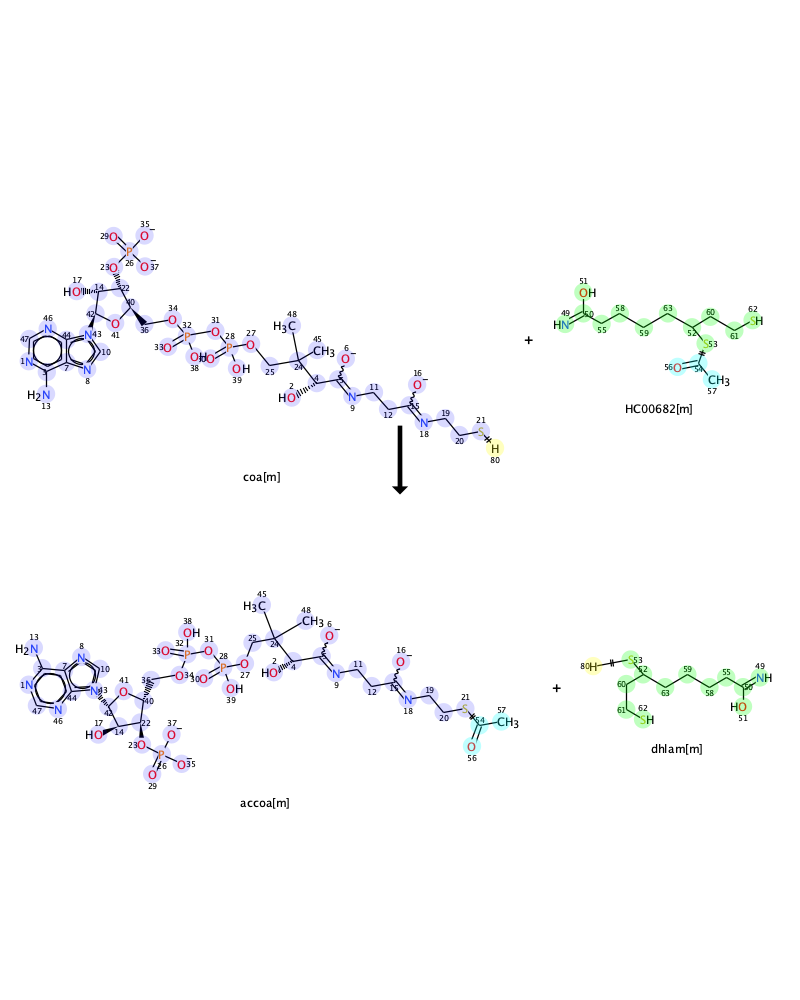 35
29 O O−
P
17 23 O 26 O− 37
HO 14 22
46 42 40 34
47 N 44 N 43 O 36 O 31
1 N 41 32 P O 28 27
3 7 10 33 O P O
N 8 OH 30 O OH
H2N 38 39
13
48
H3C 45
CH3
25 24 6
O−
2 4 16
HO 11 O−
N 15
9 12 19 21
N S
18 20 H
80
coa[m]
+
51
OH
49 50 58 63 60 62
HN 55 59 52 61 SH
S 53
56 O 54
CH3
57
HC00682[m]
45 48
H3C CH3
38
OH
13 8 32 31 25 24 6
H2N N 33 O P O 28 27 O−
3 7 10 36 O 34 30 O P O 2 4 16
1 N N 43 41 OH HO 11 O−
N 44 O 40 39 N 15
47 46 42 9 12 19 21 57
17 14 22 37 N S CH3
HO 23 O O− 18 20 54
P 26 O− 35 O
O 56
29
accoa[m]
+
80 H S 53 59 55 49
52 50 NH
60 63 58 HO
61 62 51
SH
dhlam[m]